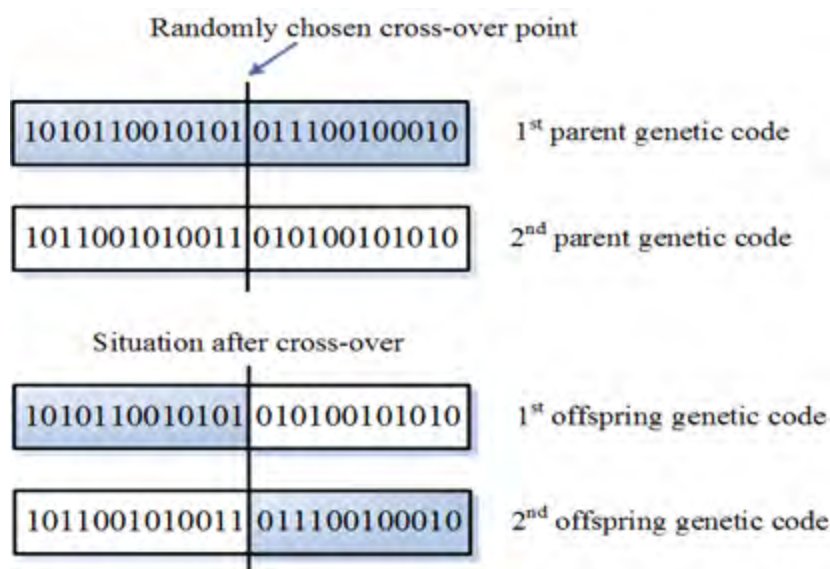 Randomly chosen cross-over point
1010110010101 011100100010 1st parent genetic code
1011001010011 010100101010 2nd parent genetic code
Situation after cross-over
1010110010101 010100101010 1st offspring genetic code
1011001010011 011100100010 2nd offspring genetic code